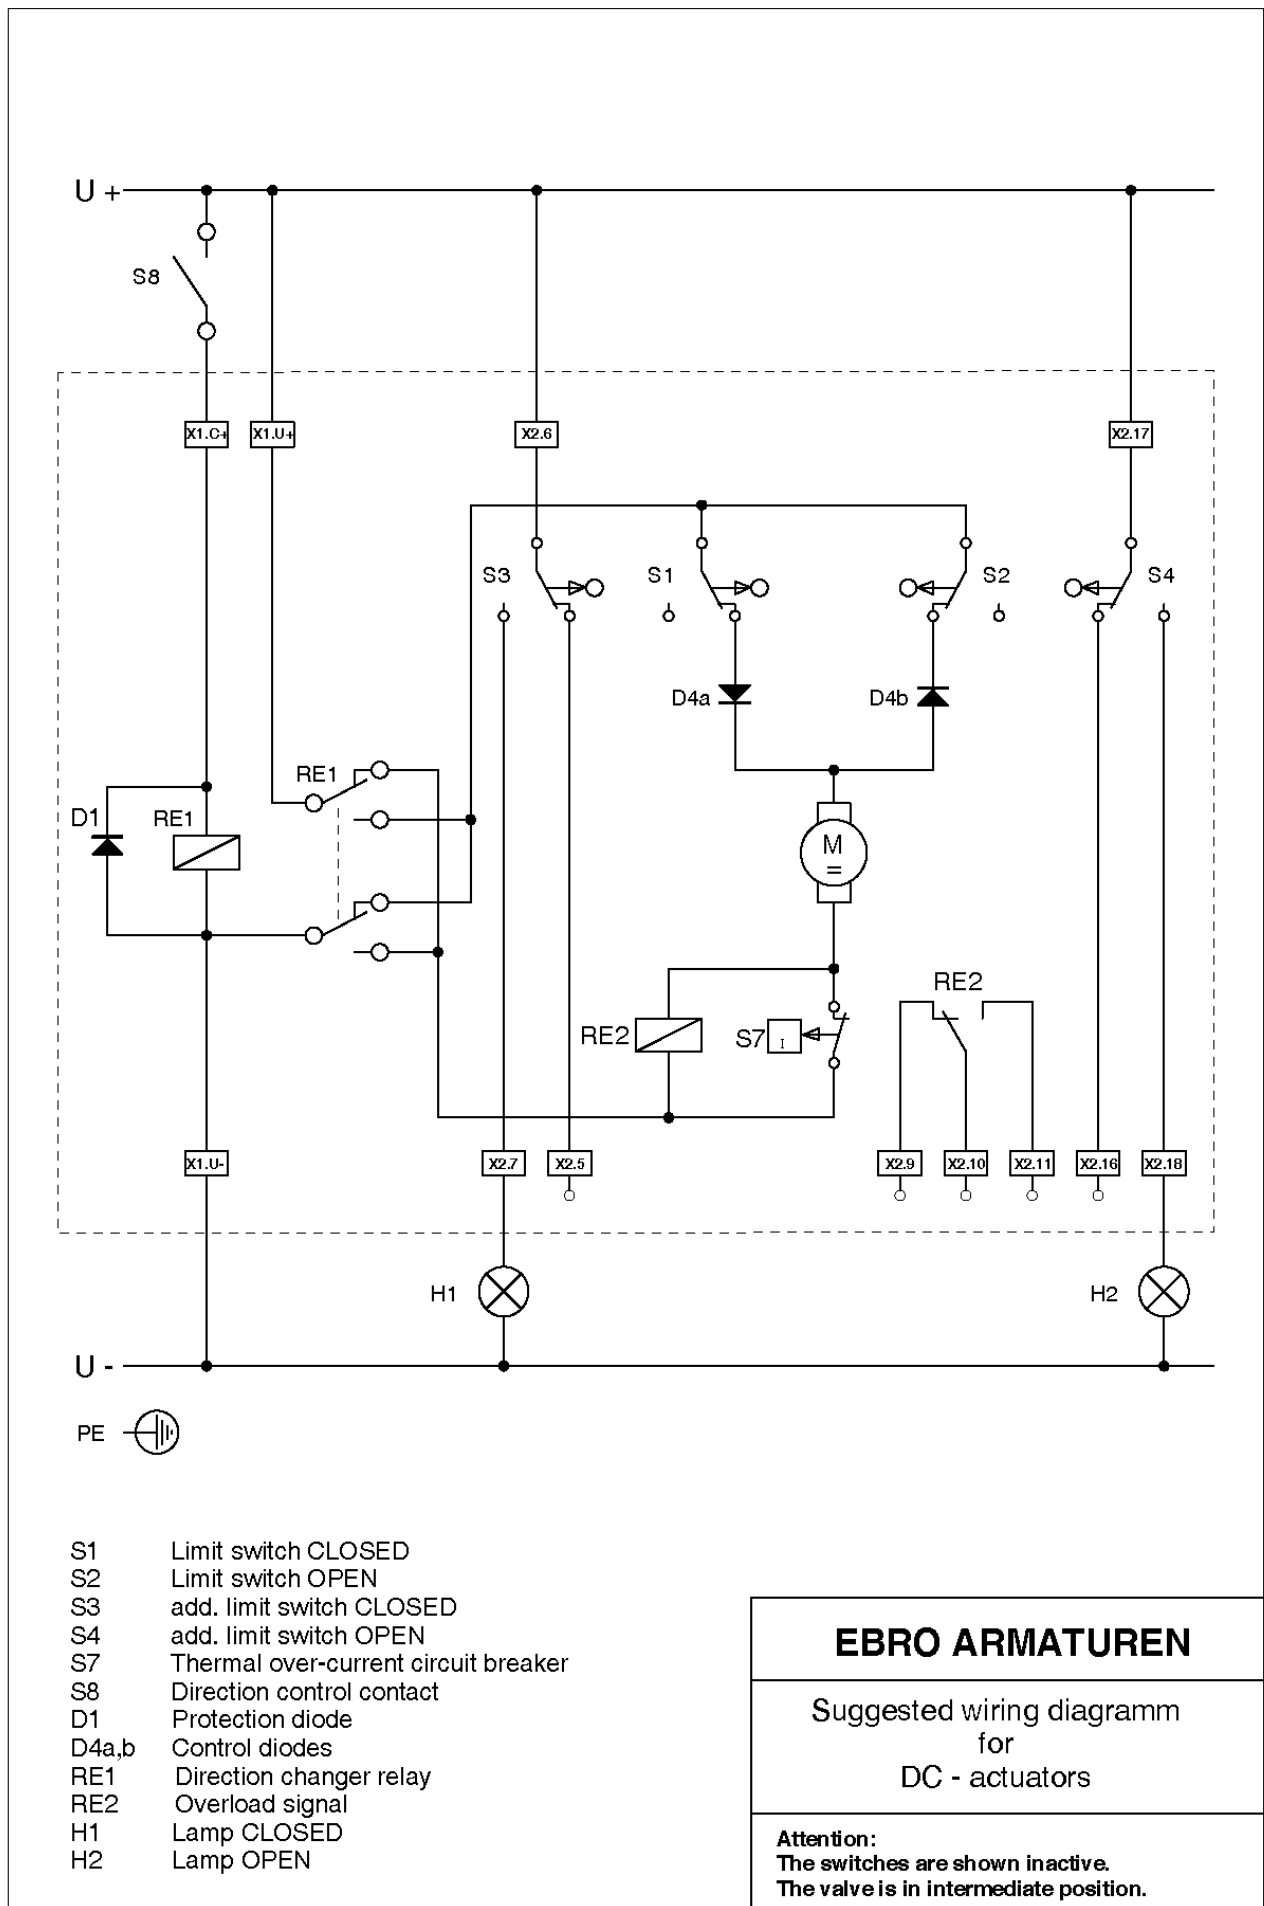 U +
S8
X1.C+ X1.U+ X2.6 X2.17
S3 S1 S2 S4
D4a D4b
RE1
D1 RE1
M
=
RE2
RE2 S7 I
X1.U- X2.7 X2.5 X2.9 X2.10 X2.11 X2.16 X2.18
H1 H2
U -
PE
S1 Limit switch CLOSED
S2 Limit switch OPEN
S3 add. limit switch CLOSED
S4 add. limit switch OPEN
S7 Thermal over-current circuit breaker
S8 Direction control contact
D1 Protection diode
D4a,b Control diodes
RE1 Direction changer relay
RE2 Overload signal
H1 Lamp CLOSED
H2 Lamp OPEN
EBRO ARMATUREN
Suggested wiring diagramm
for
DC - actuators
Attention:
The switches are shown inactive.
The valve is in intermediate position.